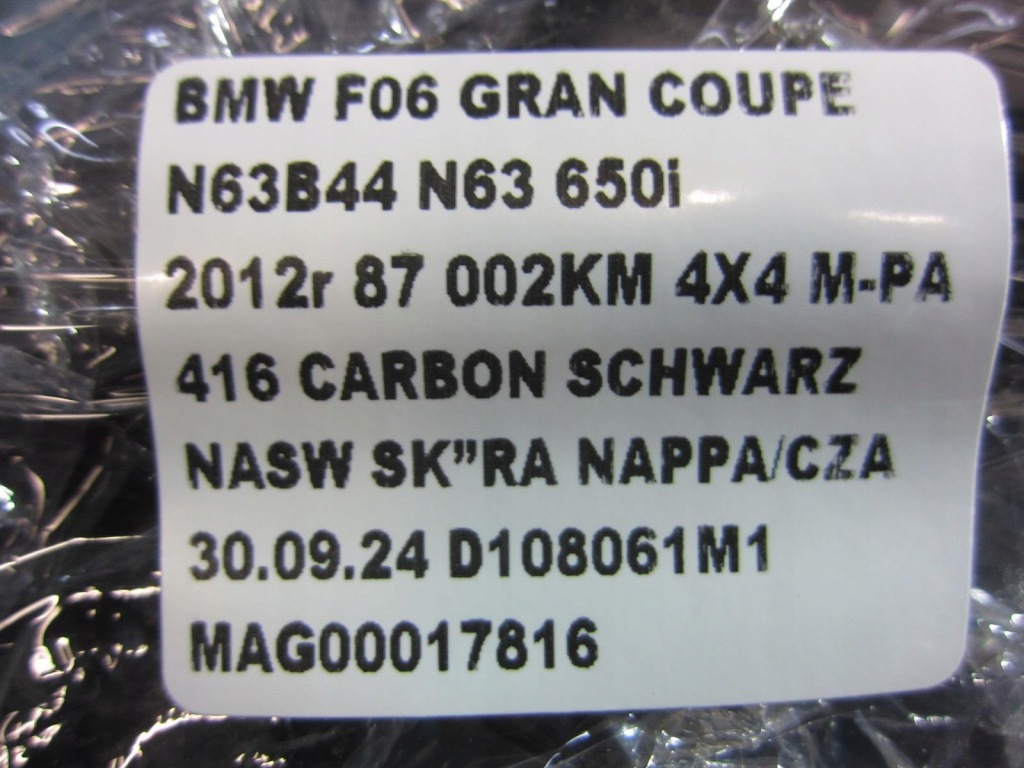 BMW F06 GRAN COUPE
N63B44 N63 650i
2012r 87 002KM 4X4 M-PA
416 CARBON SCHWARZ
NASW SK”RA NAPPA/CZA
30.09.24 D108061M1
MAG00017816